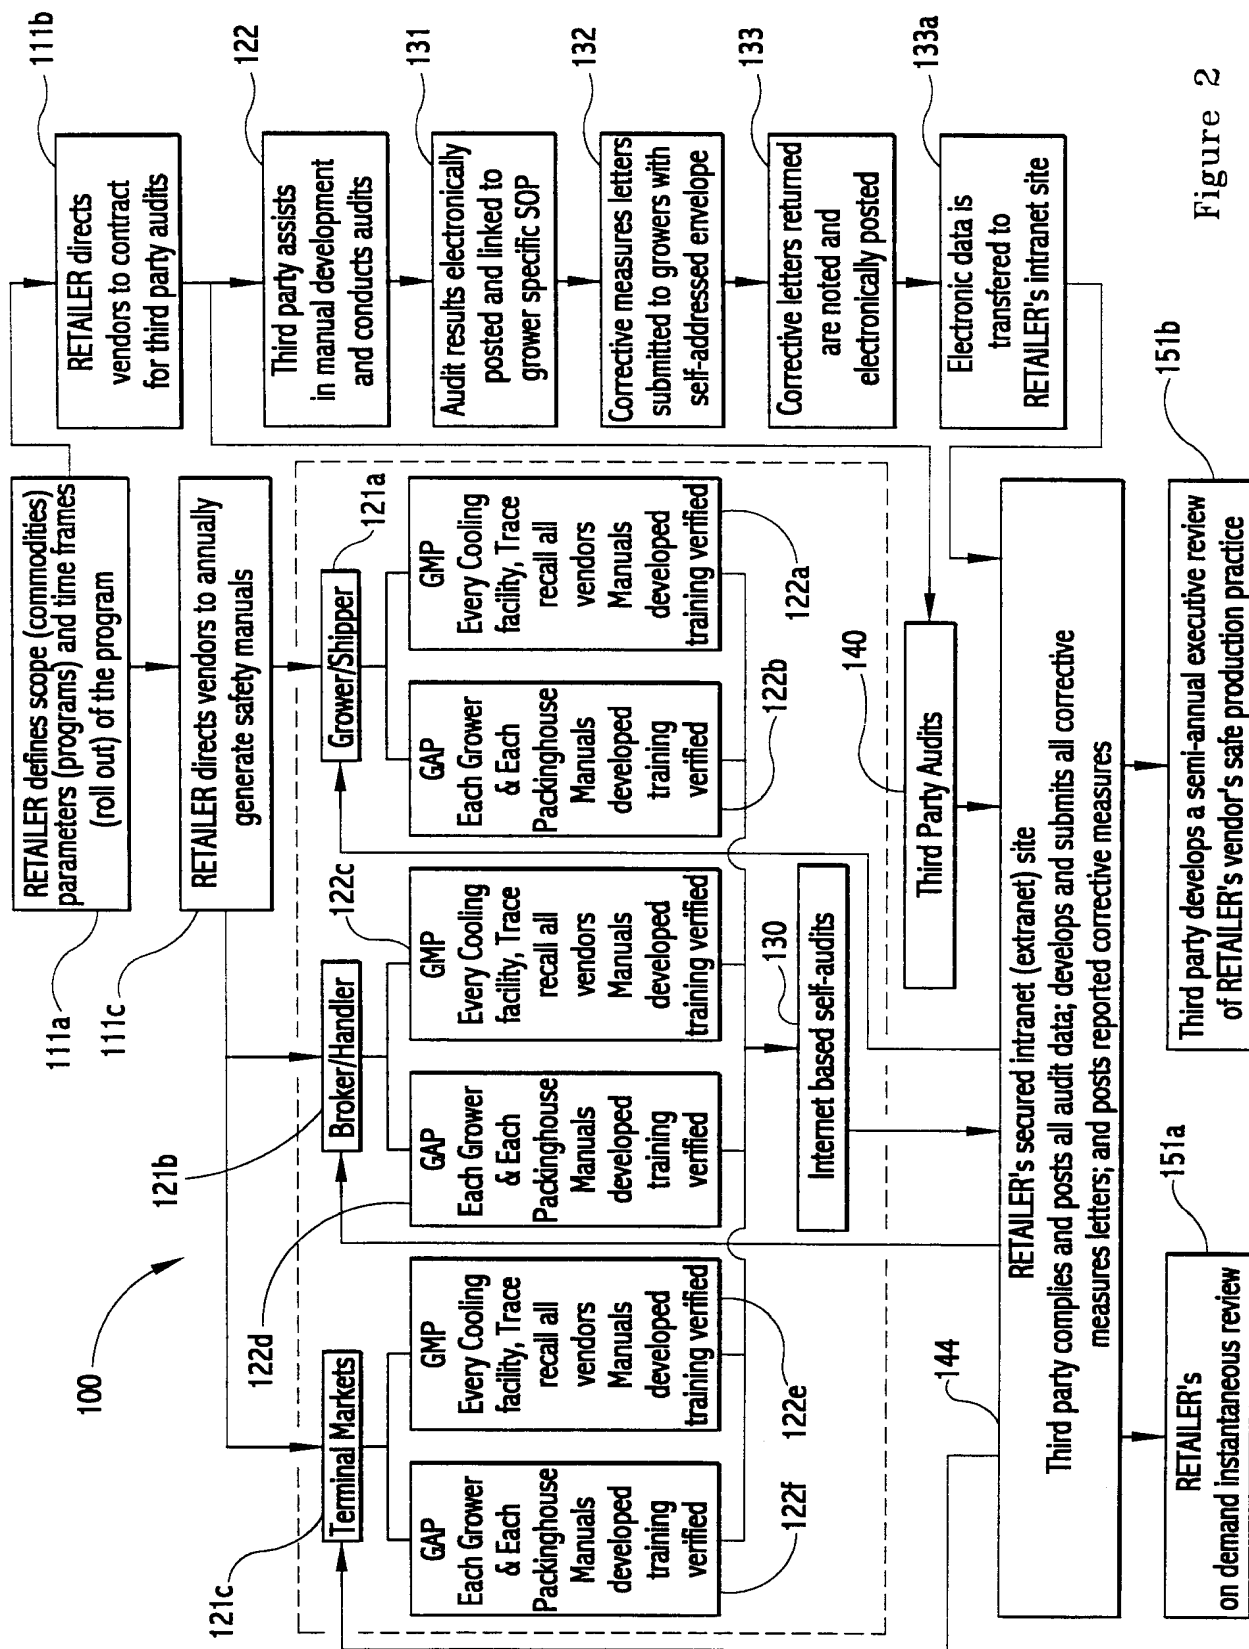 100
111a
RETAILER defines scope (commodities)
parameters (programs) and time frames
(roll out) of the program
111b
RETAILER directs
vendors to contract
for third party audits
111c
RETAILER directs vendors to annually
generate safety manuals
122
Third party assists
in manual development
and conducts audits
131
Audit results electronically
posted and linked to
grower specific SOP
132
Corrective measures letters
submitted to growers with
self-addressed envelope
133
Corrective letters returned
are noted and
electronically posted
133a
Electronic data is
transferred to
RETAILER's intranet site
121c
Terminal Markets
121b
Broker/Handler
121a
Grower/Shipper
GAP
Each Grower
& Each
Packinghouse
Manuals
developed
training
verified
122f
GMP
Every Cooling
facility, Trace
recall all
vendors
Manuals
developed
training verified
122e
122d
GAP
Each Grower
& Each
Packinghouse
Manuals
developed
training
verified
122c
GMP
Every Cooling
facility, Trace
recall all
vendors
Manuals
developed
training verified
GAP
Each Grower
& Each
Packinghouse
Manuals
developed
training
verified
122b
GMP
Every Cooling
facility, Trace
recall all
vendors
Manuals
developed
training verified
122a
130
Internet based self-audits
140
Third Party Audits
144
RETAILER's secured intranet (extranet) site
Third party complies and posts all audit data; develops and submits all corrective
measures letters; and posts reported corrective measures
151a
RETAILER's
on demand instantaneous review
151b
Third party develops a semi-annual executive review
of RETAILER's vendor's safe production practice
Figure 2